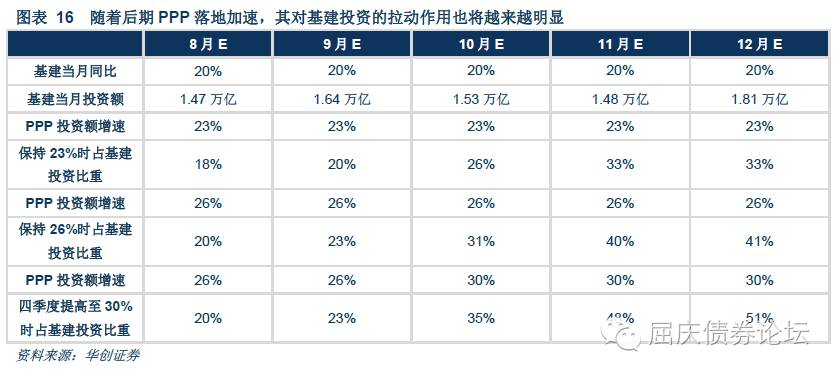 图表 16 随着后期 PPP 落地加速，其对基建投资的拉动作用也将越来越明显
8 月 E 9 月 E 10 月 E 11 月 E 12 月 E
基建当月同比 20% 20% 20% 20% 20%
基建当月投资额 1.47 万亿 1.64 万亿 1.53 万亿 1.48 万亿 1.81 万亿
PPP 投资额增速 23% 23% 23% 23% 23%
保持 23%时占基建
投资比重 18% 20% 26% 33% 33%
PPP 投资额增速 26% 26% 26% 26% 26%
保持 26%时占基建
投资比重 20% 23% 31% 40% 41%
PPP 投资额增速 26% 26% 30% 30% 30%
四季度提高至 30%
时占基建投资比重 20% 23% 35% 48% 51%
屈庆债券论坛
资料来源：华创证券